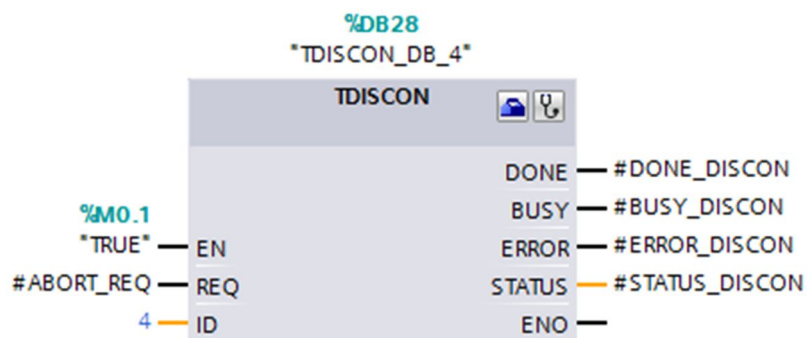 %DB28
"TDISCON_DB_4"
TDISCON
DONE #DONE_DISCON
%M0.1
BUSY #BUSY_DISCON
"TRUE" EN ERROR #ERROR_DISCON
#ABORT_REQ REQ STATUS #STATUS_DISCON
4 ID ENO